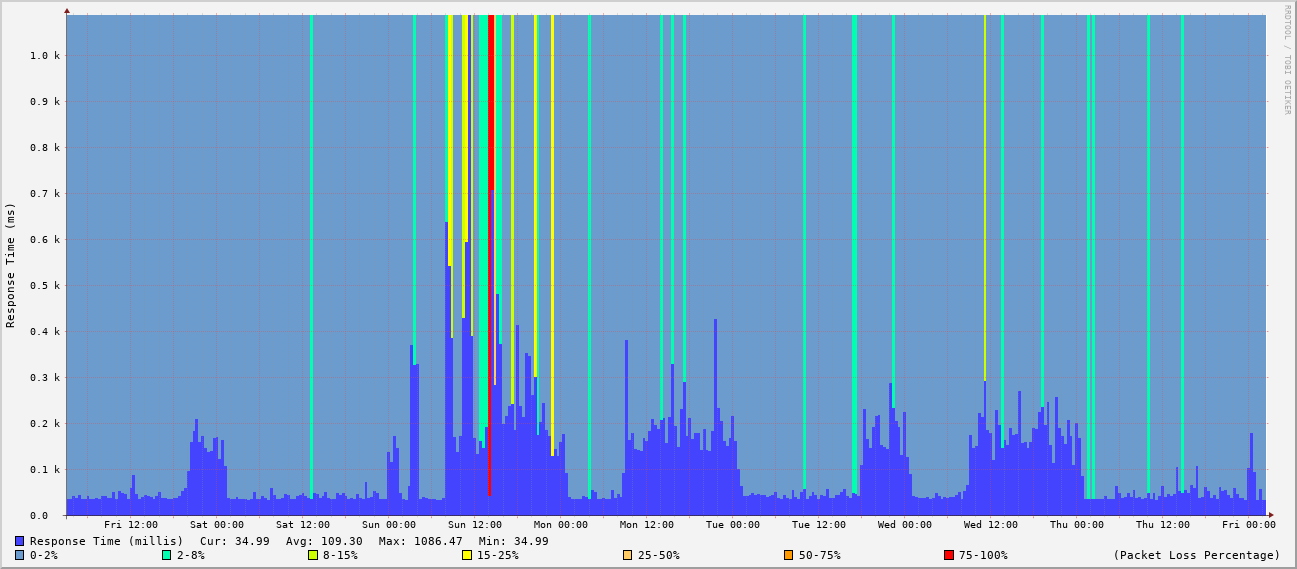 RRDTOOL / TOBI OETIKER
Response Time (ms)
1.0 k
0.9 k
0.8 k
0.7 k
0.6 k
0.5 k
0.4 k
0.3 k
0.2 k
0.1 k
0.0
Fri 12:00 Sat 00:00 Sat 12:00 Sun 00:00 Sun 12:00 Mon 00:00 Mon 12:00 Tue 00:00 Tue 12:00 Wed 00:00 Wed 12:00 Thu 00:00 Thu 12:00 Fri 00:00
Response Time (millis) Cur: 34.99 Avg: 109.30 Max: 1086.47 Min: 34.99
0-2% 2-8% 8-15% 15-25% 25-50% 50-75% 75-100% (Packet Loss Percentage)